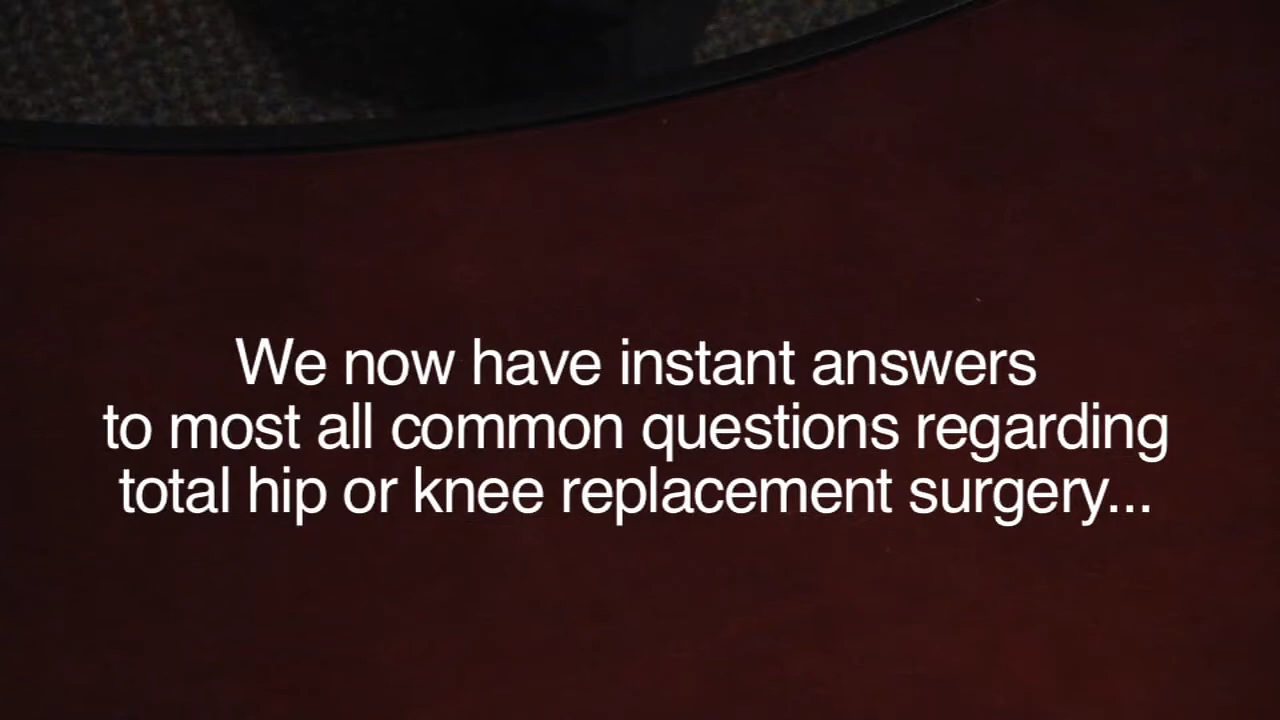 We now have instant answers
to most all common questions regarding
total hip or knee replacement surgery...